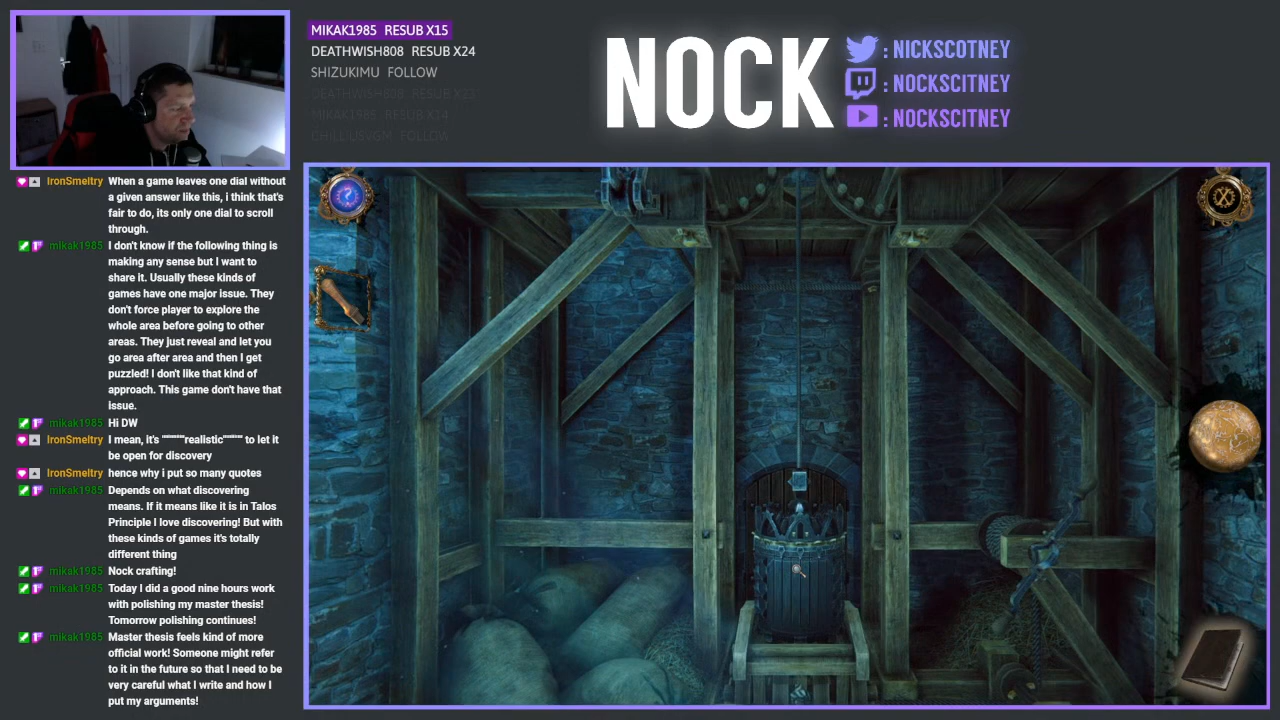 MIKAK1985 RESUB X15
DEATHWISH808 RESUB X24
SHIZUKIMU FOLLOW
DEATHWISH808 RESUB X23
MIKAK1985 RESUB X14
NOCK
: NICKSCOTNEY
: NOCKSCITNEY
: NOCKSCITNEY
IronSmeltry When a game leaves one dial without
a given answer like this, i think that's
fair to do, its only one dial to scroll
through.
mikak1985 I don't know if the following thing is
making any sense but I want to
share it. Usually these kinds of
games have one major issue. They
don't force player to explore the
whole area before going to other
areas. They just reveal and let you
go area after area and then I get
puzzled! I don't like that kind of
approach. This game don't have that
issue.
mikak1985 Hi DW
IronSmeltry I mean, it's """"""realistic"""""" to let it
be open for discovery
IronSmeltry hence why i put so many quotes
mikak1985 Depends on what discovering
means. If it means like it is in Talos
Principle I love discovering! But with
these kinds of games it's totally
different thing
mikak1985 Nock crafting!
mikak1985 Today I did a good nine hours work
with polishing my master thesis!
Tomorrow polishing continues!
mikak1985 Master thesis feels kind of more
official work! Someone might refer
to it in the future so that I need to be
very careful what I write and how I
put my arguments!